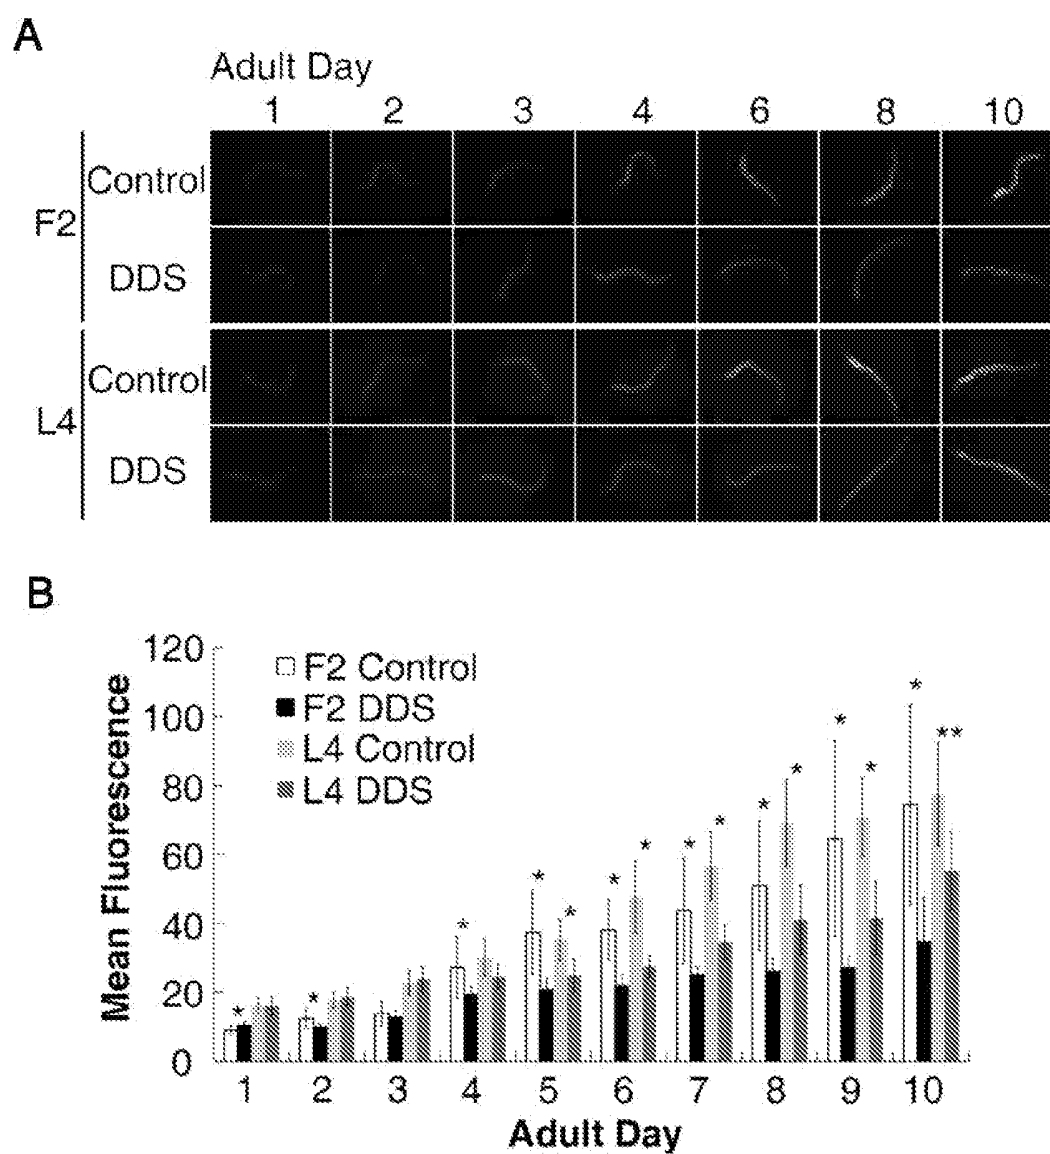 A
Adult Day
1 2 3 4 6 8 10
F2
Control
DDS
L4
Control
DDS
B
Mean Fluorescence
120
100
80
60
40
20
0
F2 Control
F2 DDS
L4 Control
L4 DDS
* * * * * * * * * * * * * * * **
1 2 3 4 5 6 7 8 9 10
Adult Day